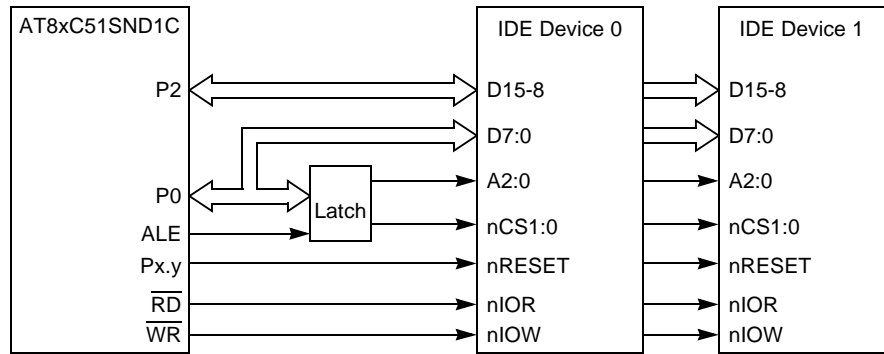 AT8xC51SND1C
IDE Device 0
IDE Device 1
P2
D15-8
D15-8
D7:0
D7:0
P0
Latch
A2:0
A2:0
ALE
nCS1:0
nCS1:0
Px.y
nRESET
nRESET
RD
nIOR
nIOR
WR
nIOW
nIOW